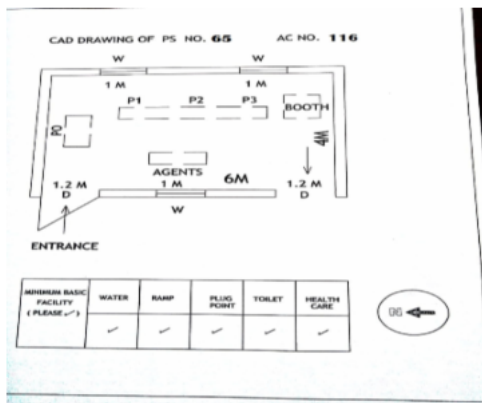 CAD DRAWING OF PS NO. 65 AC NO. 116
W W
1 M 1 M
P1 P2 P3
BOOTH
PO
4M
AGENTS
1.2 M 1 M 6M 1.2 M
D D
W
ENTRANCE
MINIMUM BASIC FACILITY (PLEASE ✓) WATER RAMP PLUG POINT TOILET HEALTH CARE
✓ ✓ ✓ ✓ ✓